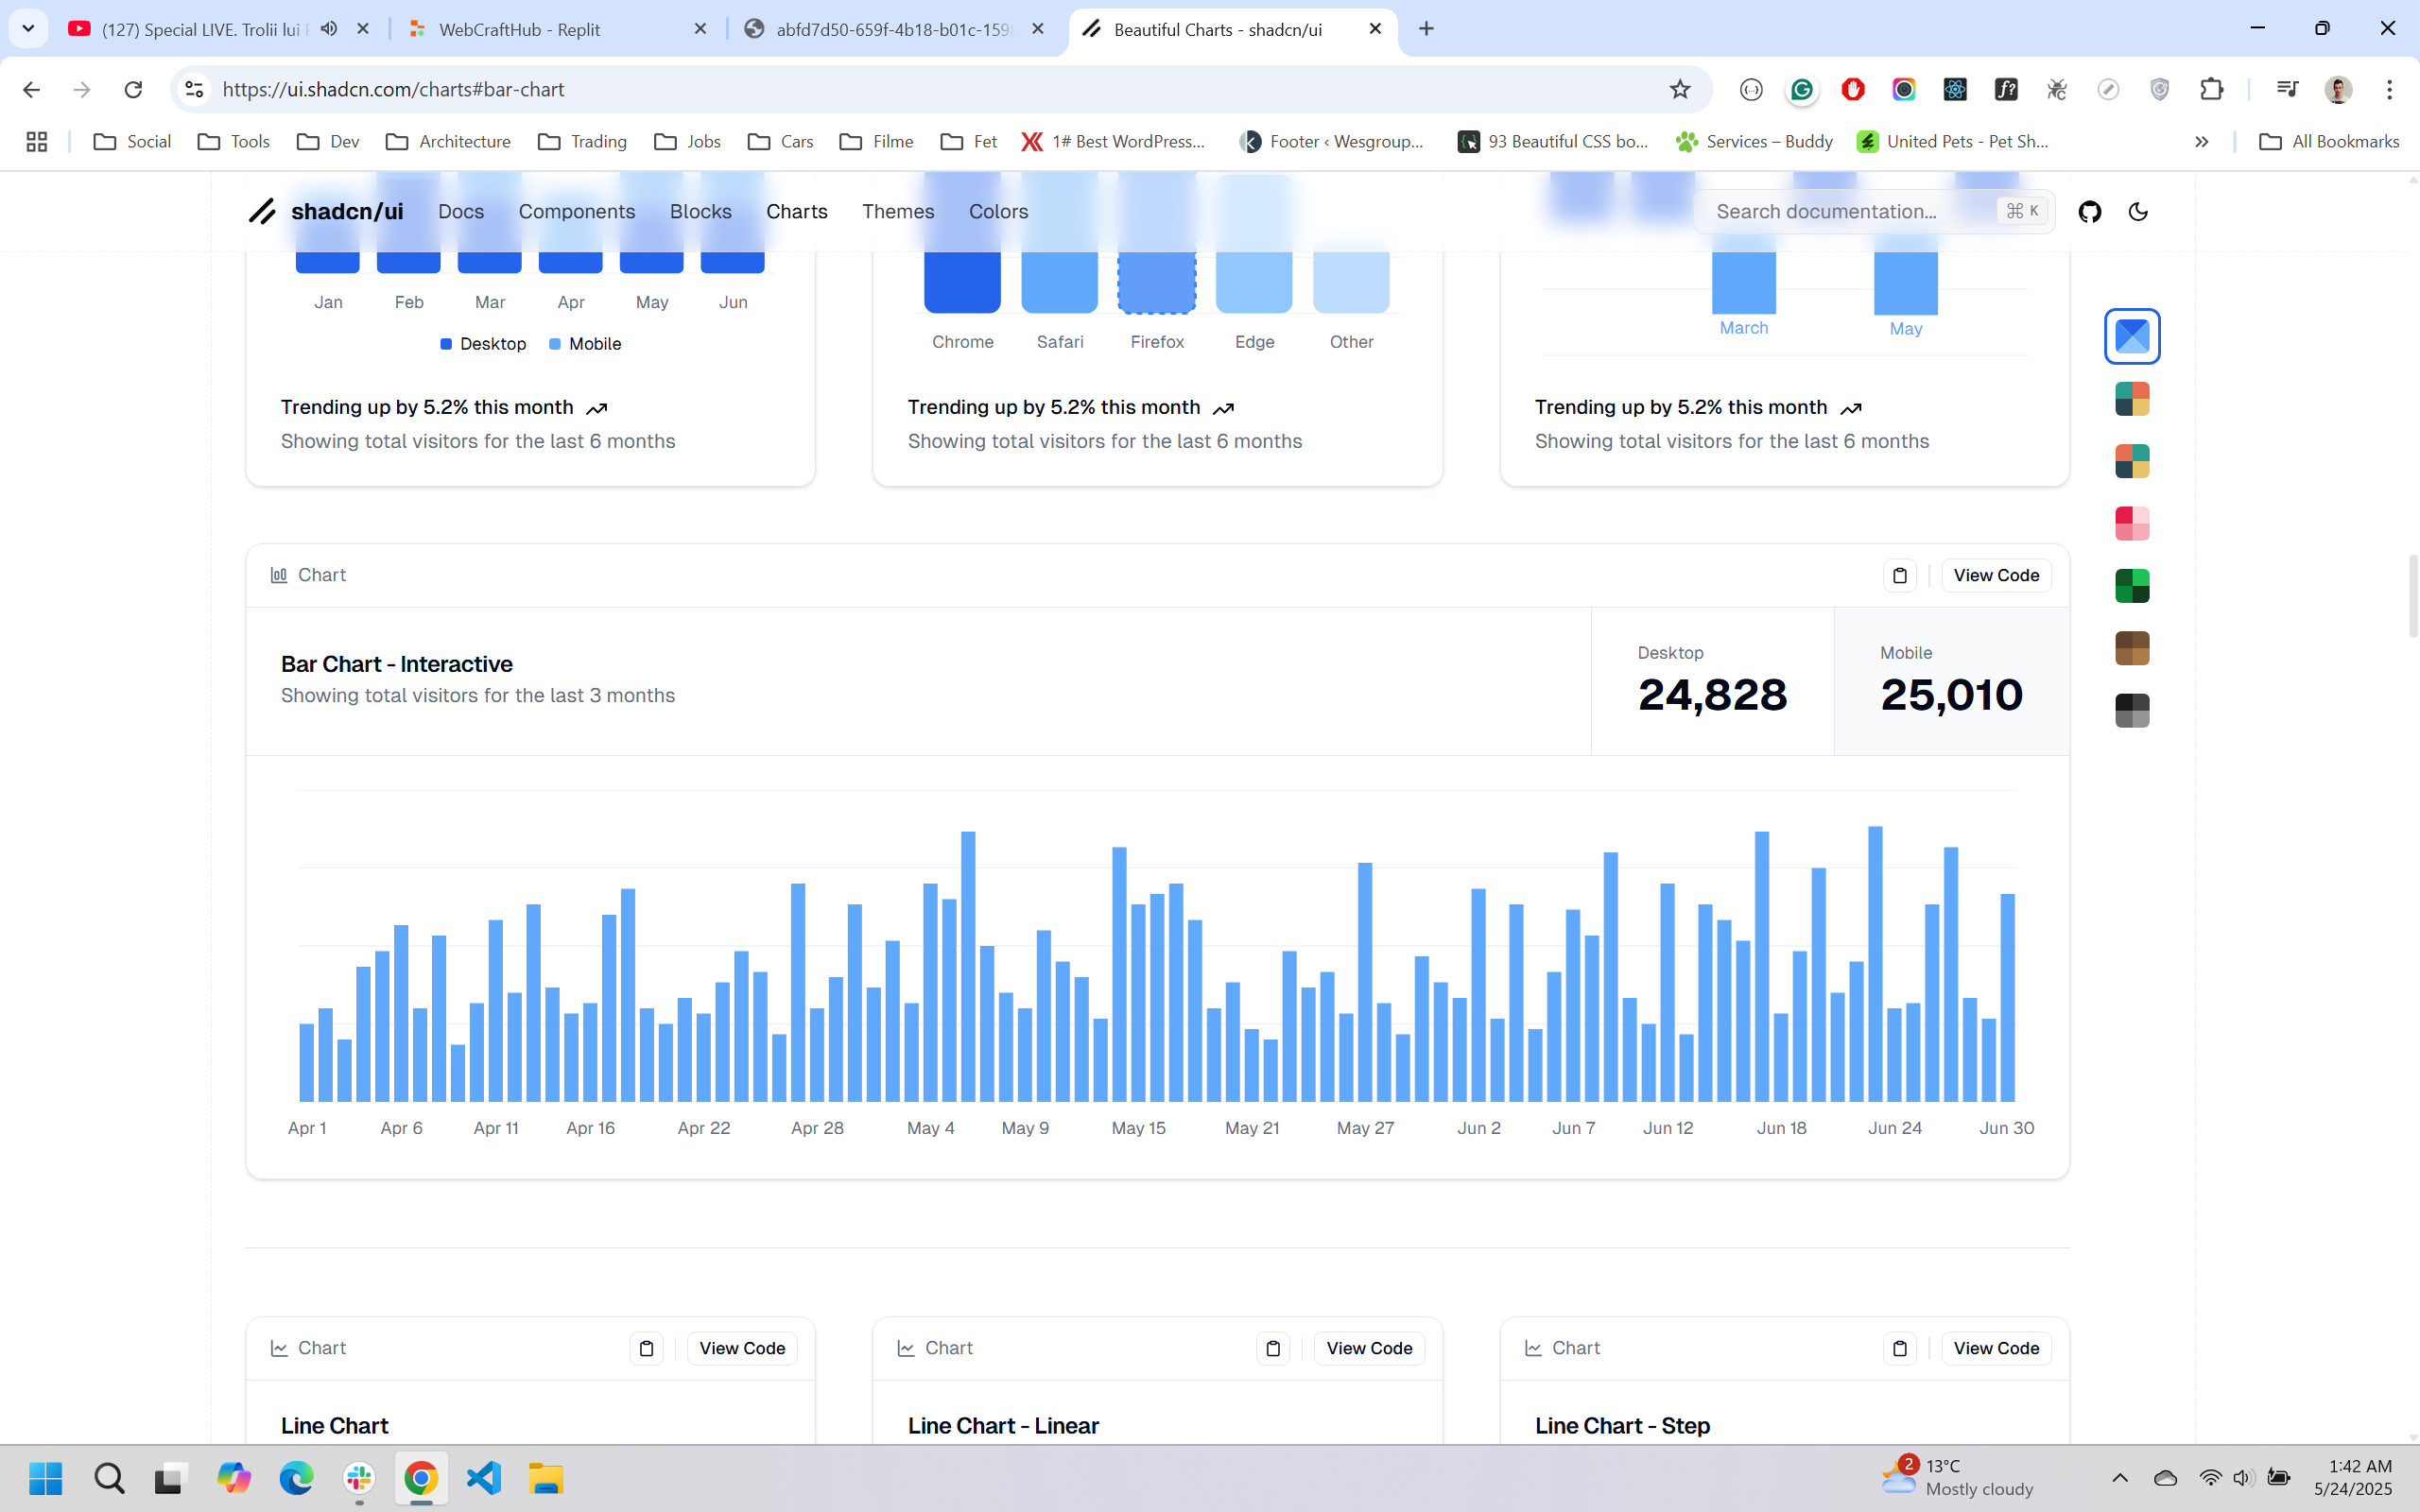 (127) Special LIVE. Trolii lui
WebCraftHub - Replit
abfd7d50-659f-4b18-b01c-159
Beautiful Charts - shadcn/ui
https://ui.shadcn.com/charts#bar-chart
Social
Tools
Dev
Architecture
Trading
Jobs
Cars
Filme
Fet
1# Best WordPress...
Footer ‹ Wesgroup...
93 Beautiful CSS bo...
Services – Buddy
United Pets - Pet Sh...
All Bookmarks
shadcn/ui
Docs
Components
Blocks
Charts
Themes
Colors
Search documentation...
⌘ K
Jan Feb Mar Apr May Jun
Desktop Mobile
Trending up by 5.2% this month
Showing total visitors for the last 6 months
Chrome Safari Firefox Edge Other
Trending up by 5.2% this month
Showing total visitors for the last 6 months
March May
Trending up by 5.2% this month
Showing total visitors for the last 6 months
Chart
View Code
Bar Chart - Interactive
Showing total visitors for the last 3 months
Desktop
24,828
Mobile
25,010
Apr 1 Apr 6 Apr 11 Apr 16 Apr 22 Apr 28 May 4 May 9 May 15 May 21 May 27 Jun 2 Jun 7 Jun 12 Jun 18 Jun 24 Jun 30
Chart
View Code
Line Chart
Chart
View Code
Line Chart - Linear
Chart
View Code
Line Chart - Step
2
13°C
Mostly cloudy
1:42 AM
5/24/2025